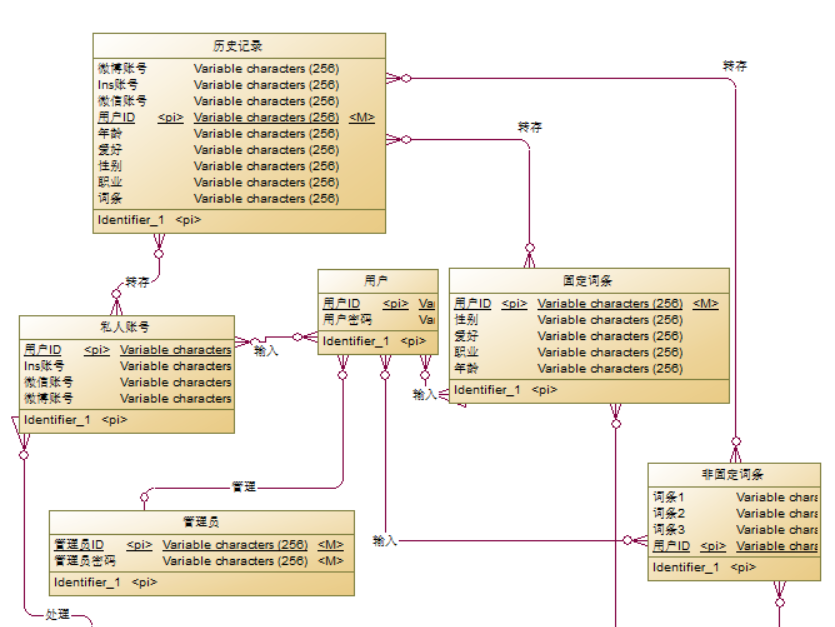 历史记录
微博账号 Variable characters (256)
Ins账号 Variable characters (256)
微信账号 Variable characters (256)
用户ID <pi> Variable characters (256) <M>
年龄 Variable characters (256)
爱好 Variable characters (256)
性别 Variable characters (256)
职业 Variable characters (256)
词条 Variable characters (256)
Identifier_1 <pi>
转存
转存
转存
用户
用户ID <pi> Va
用户密码 Va
Identifier_1 <pi>
固定词条
用户ID <pi> Variable characters (256) <M>
性别 Variable characters (256)
爱好 Variable characters (256)
职业 Variable characters (256)
年龄 Variable characters (256)
Identifier_1 <pi>
私人账号
用户ID <pi> Variable characters
Ins账号 Variable characters
微信账号 Variable characters
微博账号 Variable characters
Identifier_1 <pi>
输入
输入
非固定词条
词条1 Variable chara
词条2 Variable chara
词条3 Variable chara
用户ID <pi> Variable chara
Identifier_1 <pi>
管理
管理员
管理员ID <pi> Variable characters (256) <M>
管理员密码 Variable characters (256) <M>
Identifier_1 <pi>
输入
处理